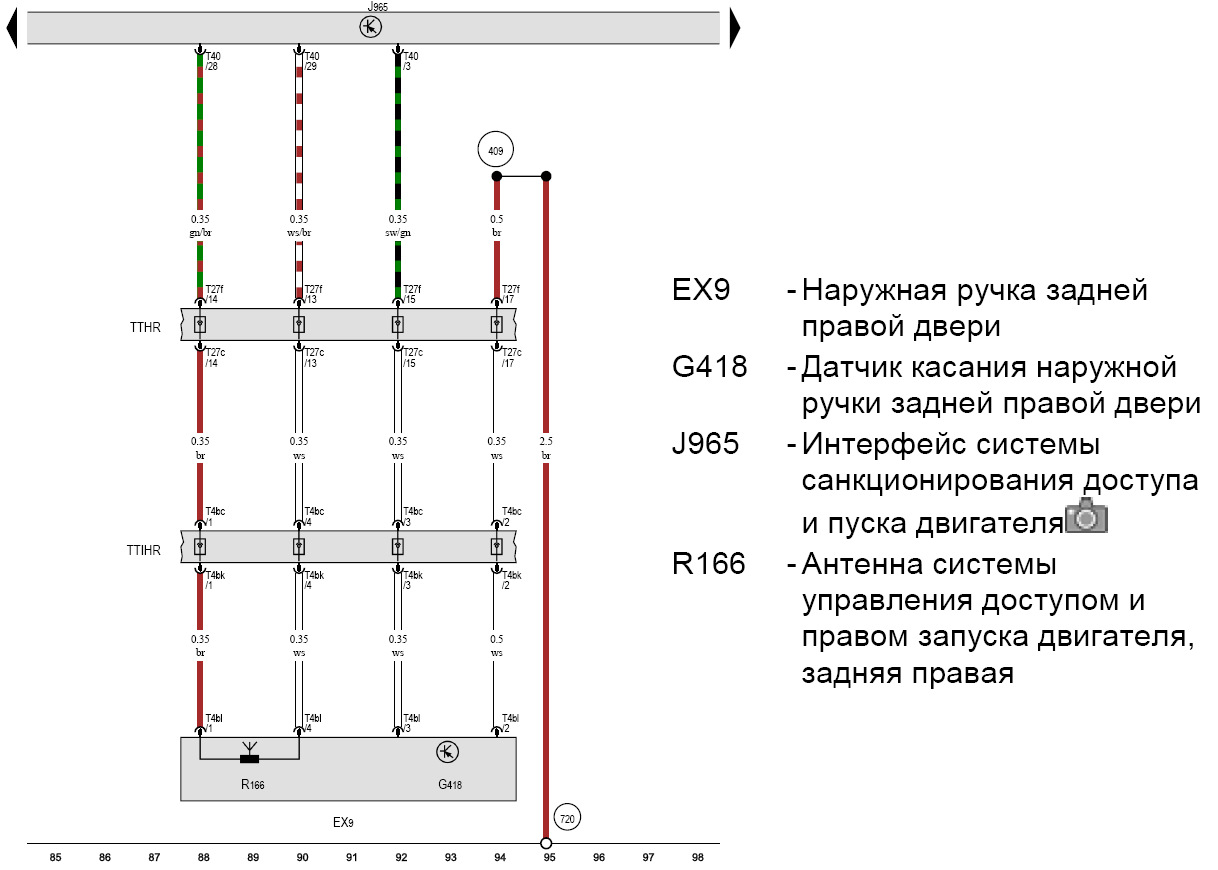 J965
T40 T40 T40
/28 /29 /3
409
0.35 0.35 0.35 0.5
gn/br ws/br sw/gn br
T27f T27f T27f T27f
/14 /13 /15 /17
TTHR
T27c T27c T27c T27c
/14 /13 /15 /17
0.35 0.35 0.35 0.35 2.5
br ws ws ws br
T4bc T4bc T4bc T4bc
/1 /4 /3 /2
TTIHR
T4bk T4bk T4bk T4bk
/1 /4 /3 /2
0.35 0.35 0.35 0.5
br ws ws ws
T4bl T4bl T4bl T4bl
/1 /4 /3 /2
R166 G418
EX9
720
85 86 87 88 89 90 91 92 93 94 95 96 97 98
EX9 - Наружная ручка задней
правой двери
G418 - Датчик касания наружной
ручки задней правой двери
J965 - Интерфейс системы
санкционирования доступа
и пуска двигателя
R166 - Антенна системы
управления доступом и
правом запуска двигателя,
задняя правая